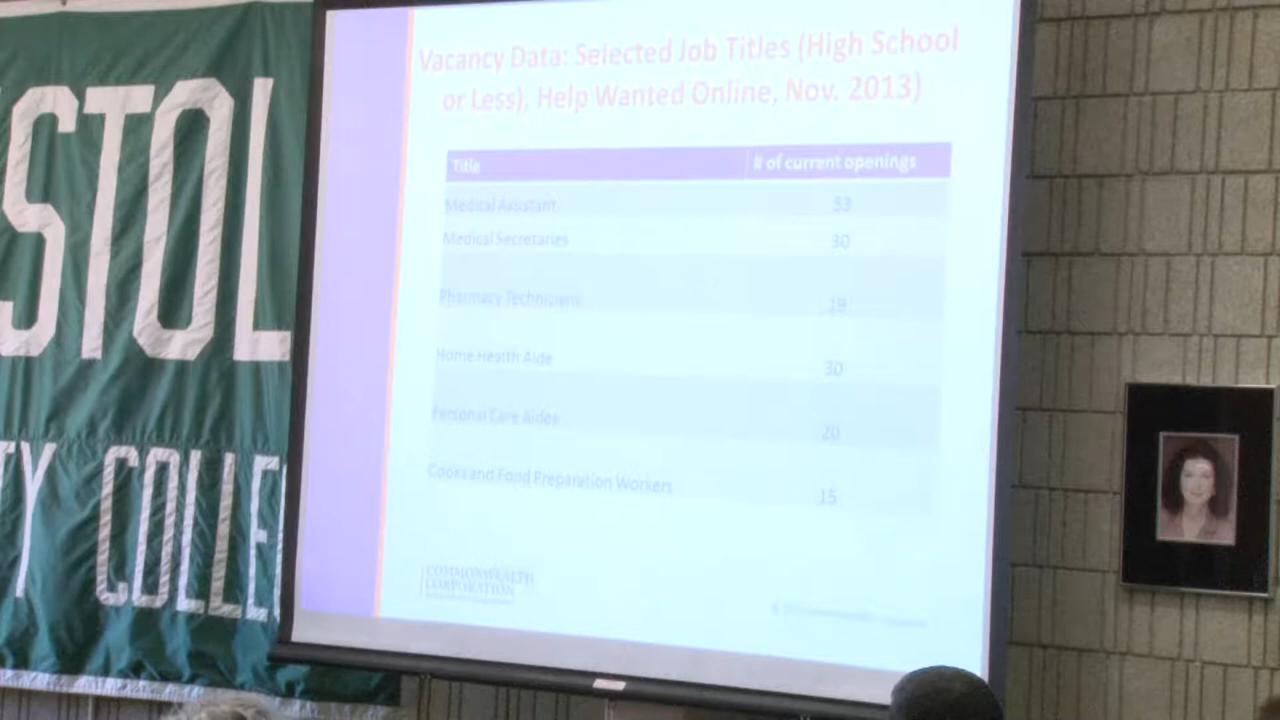 STOL
TY COLLE
Vacancy Data: Selected Job Titles (High School
or Less), Help Wanted Online, Nov. 2013)
Title # of current openings
Medical Assistant 53
Medical Secretaries 30
Pharmacy Technicians
Home Health Aide 30
Personal Care Aides 20
Cooks and Food Preparation Workers 15
COMMONWEALTH
CORPORATION